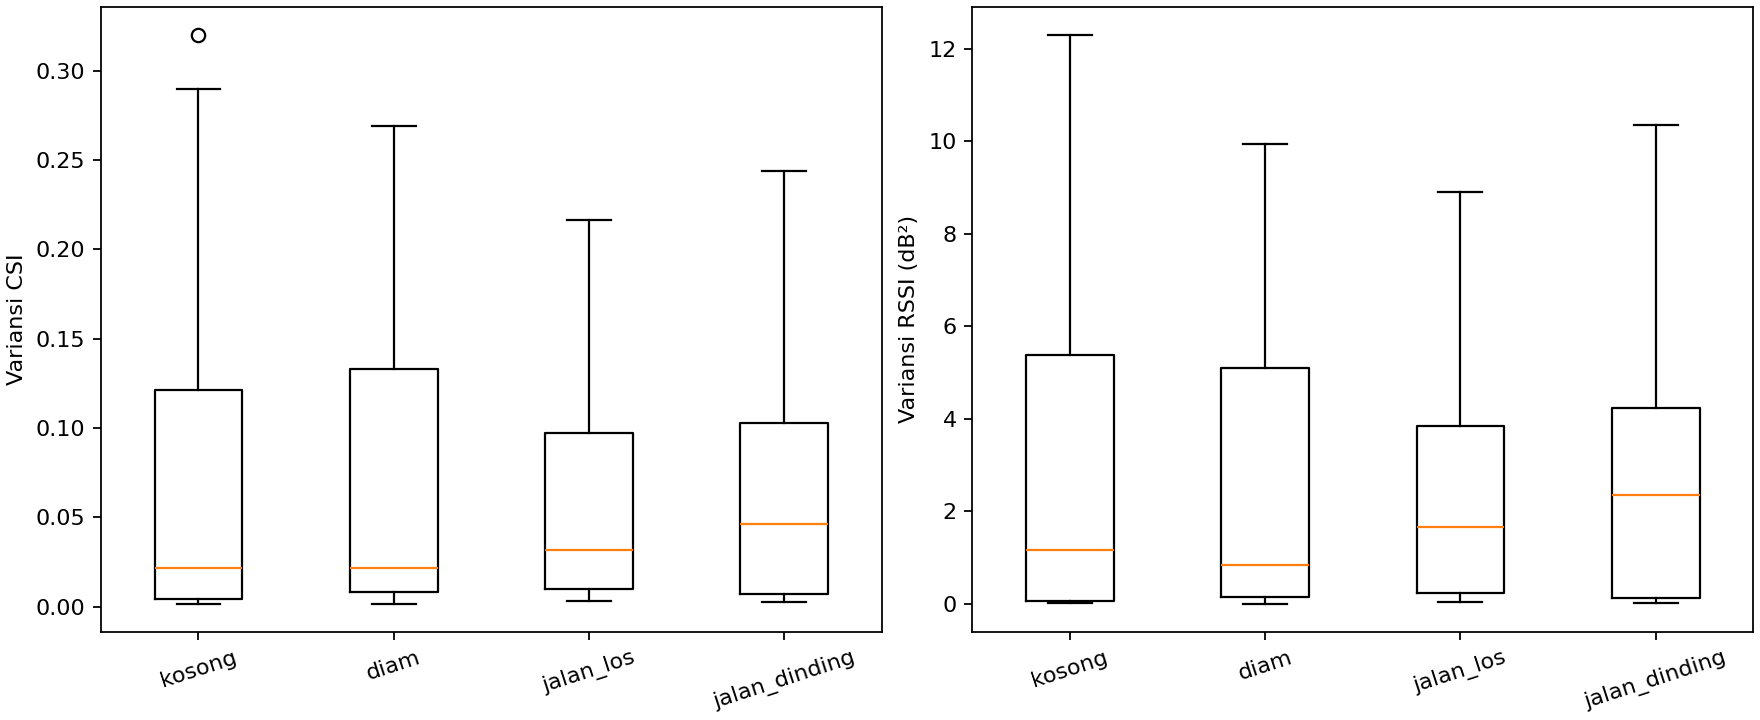 Variansi CSI
0.30
0.25
0.20
0.15
0.10
0.05
0.00
kosong
diam
jalan_los
jalan_dinding
Variansi RSSI (dB²)
12
10
8
6
4
2
0
kosong
diam
jalan_los
jalan_dinding